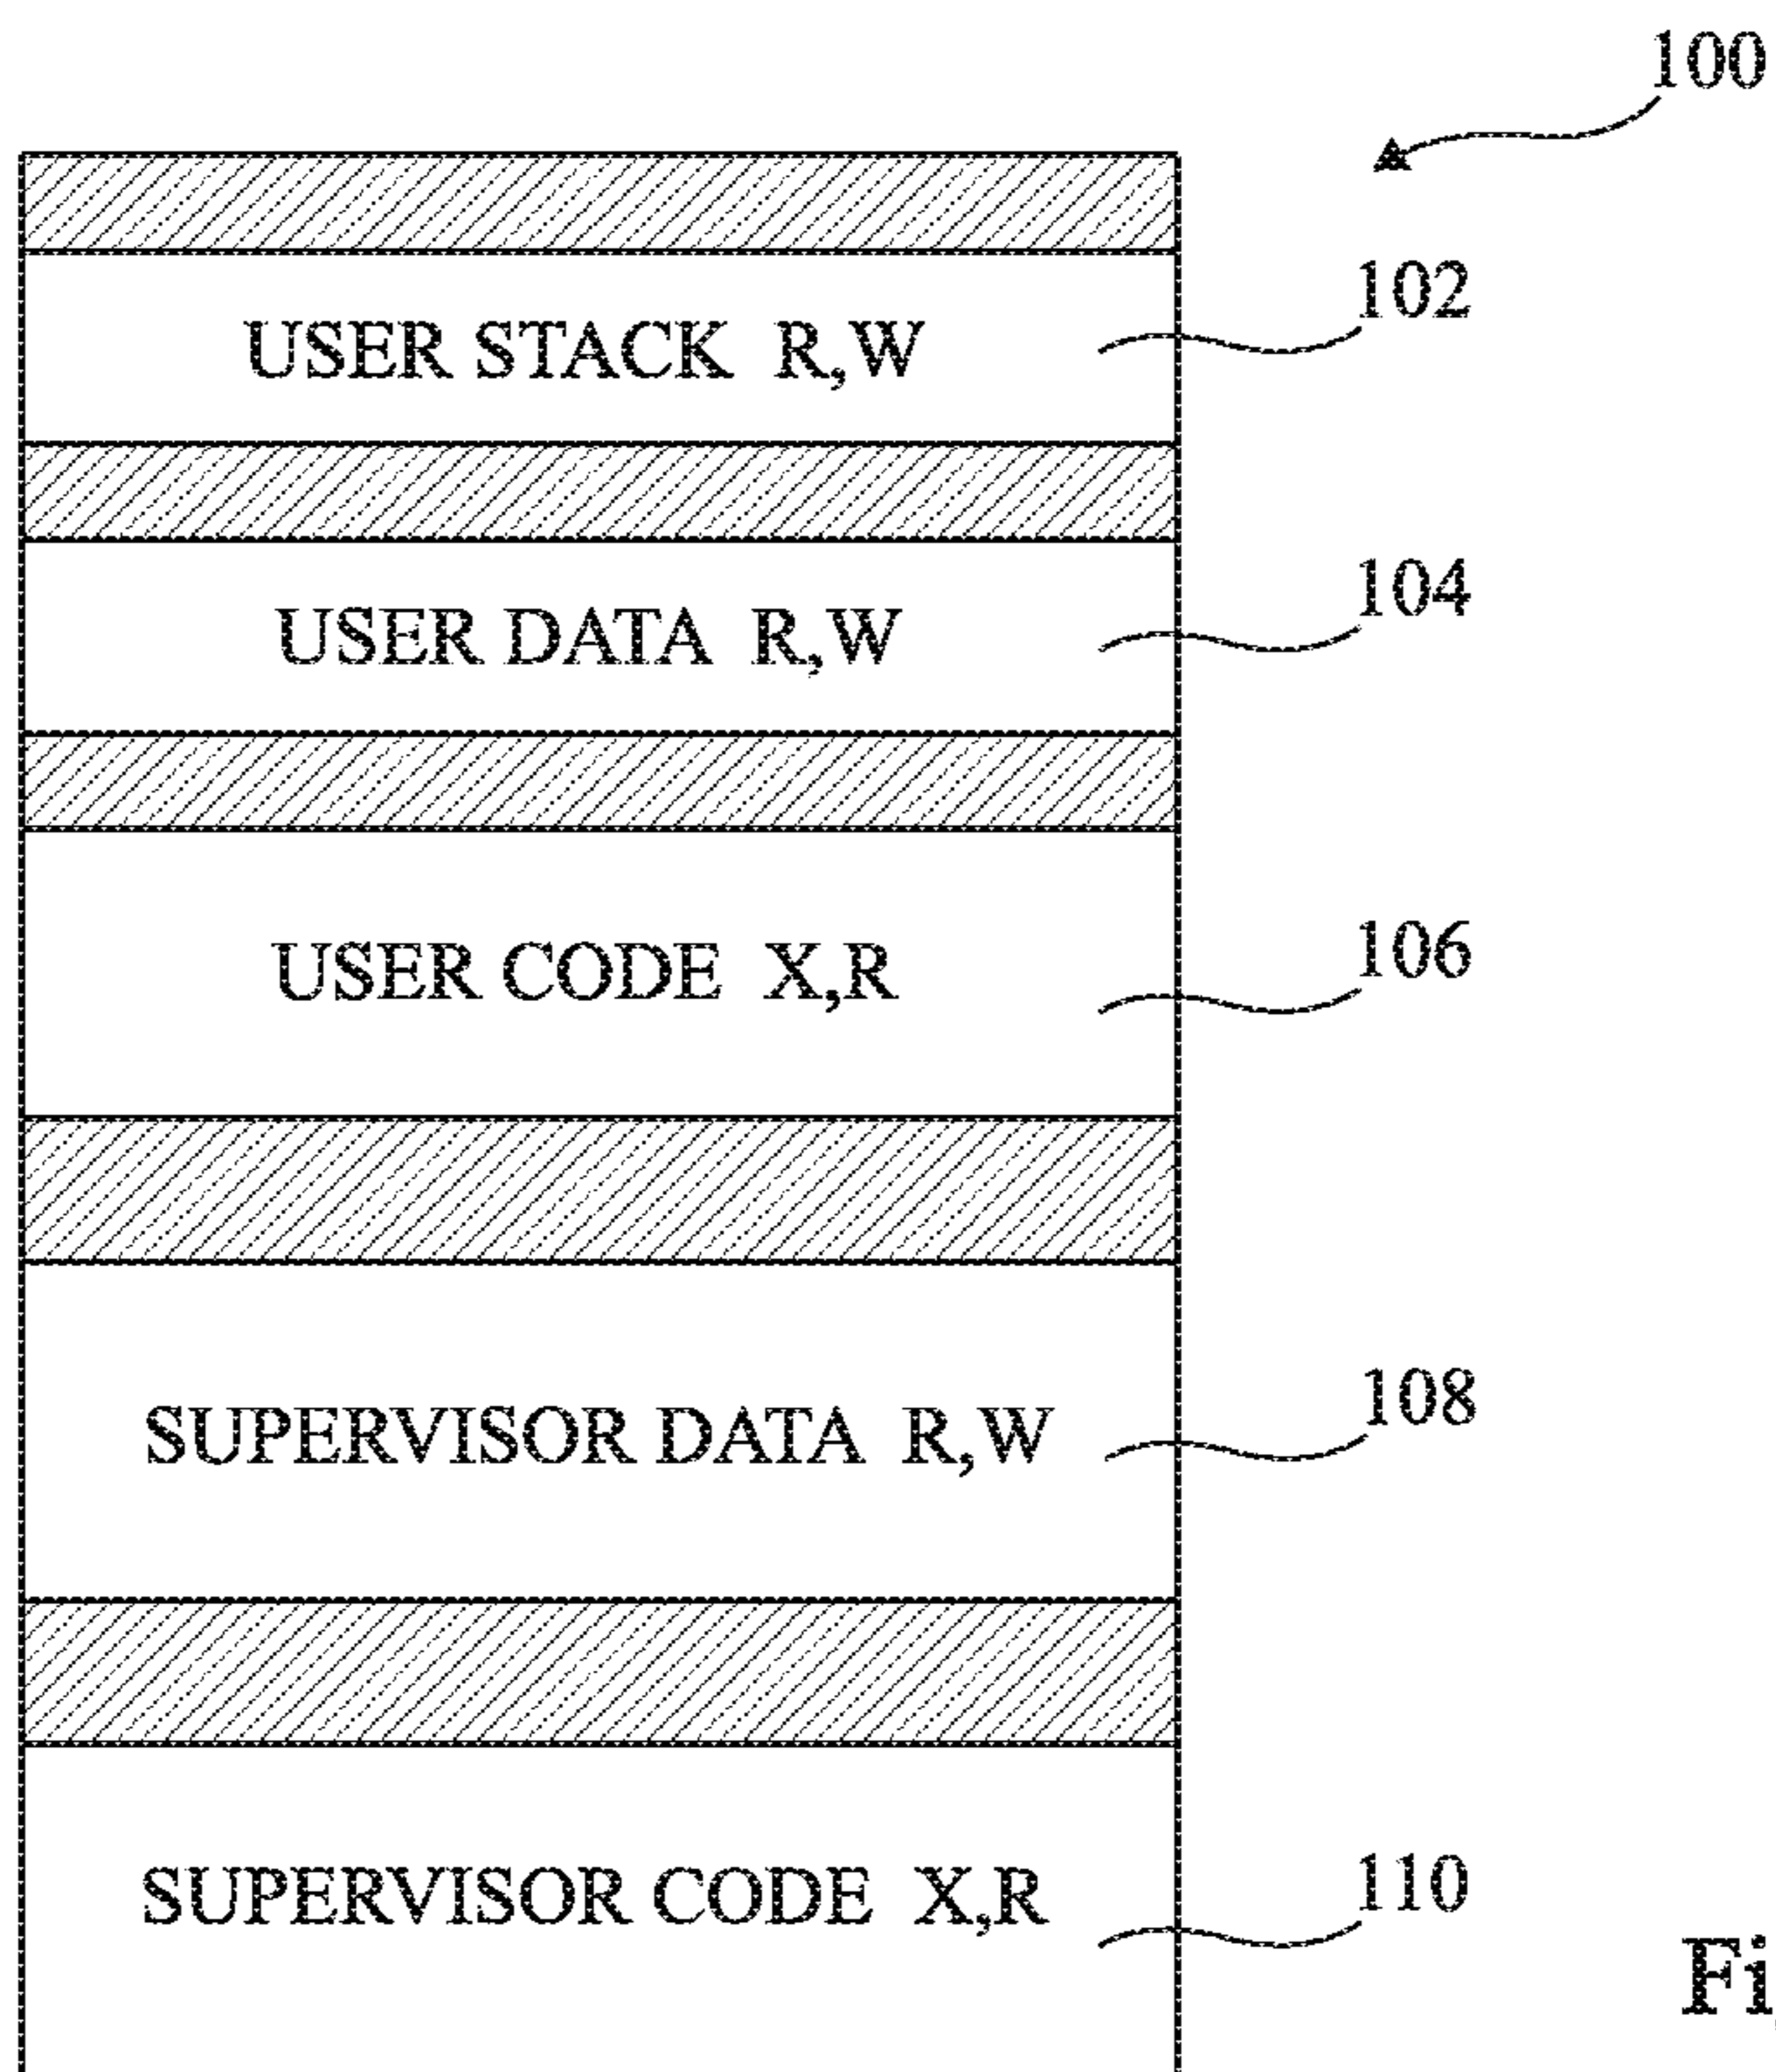 100
102
USER STACK R,W
104
USER DATA R,W
106
USER CODE X,R
108
SUPERVISOR DATA R,W
110
SUPERVISOR CODE X,R